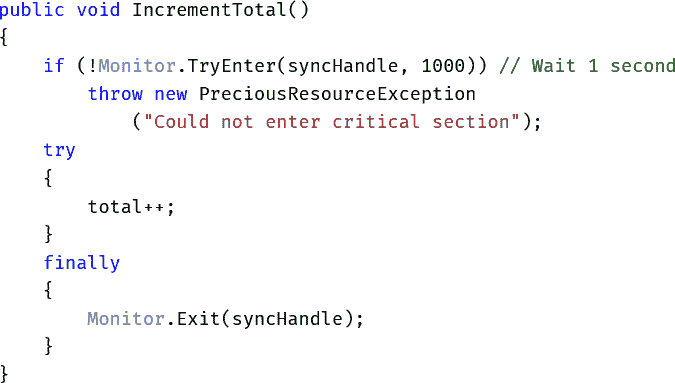 public void IncrementTotal()
{
    if (!Monitor.TryEnter(syncHandle, 1000)) // Wait 1 second
        throw new PreciousResourceException
            ("Could not enter critical section");
    try
    {
        total++;
    }
    finally
    {
        Monitor.Exit(syncHandle);
    }
}